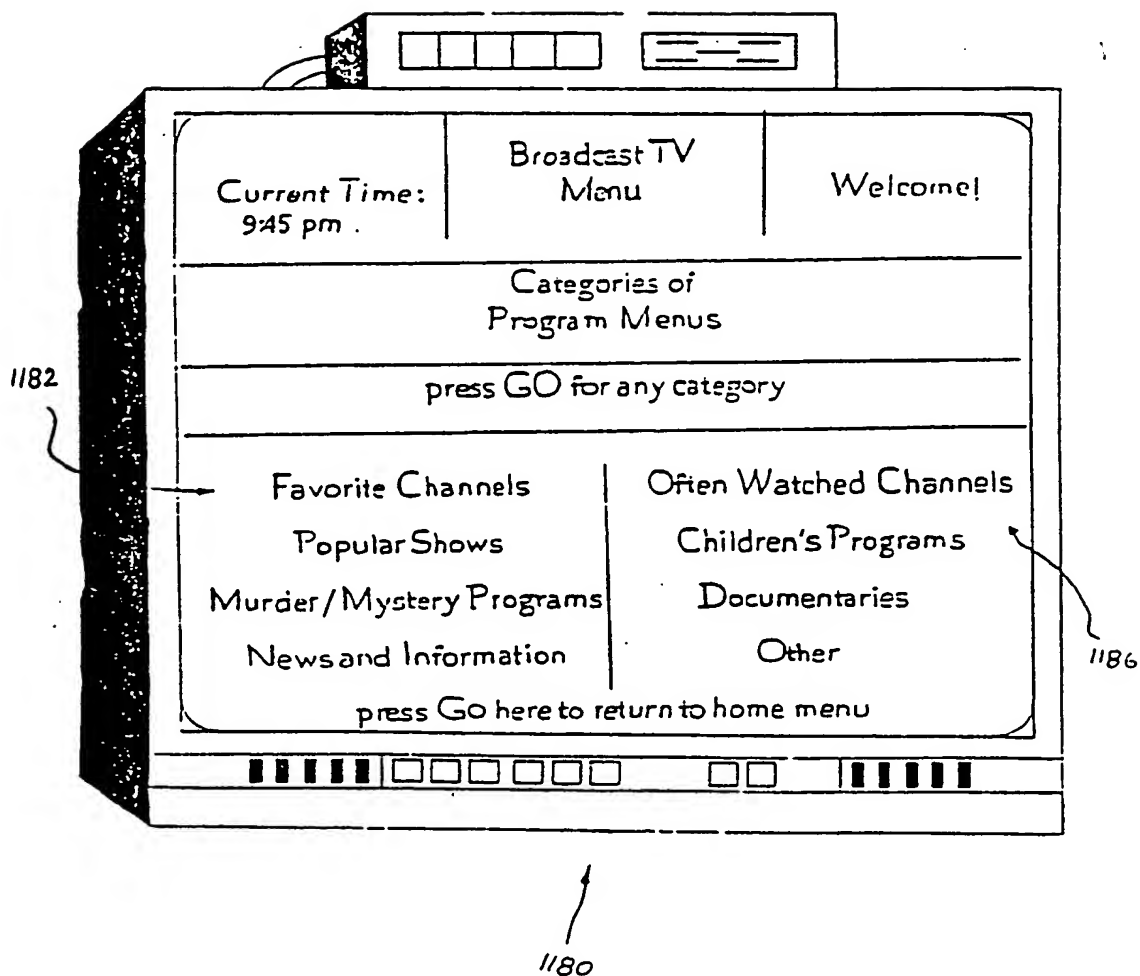 Current Time:
9:45 pm .
Broadcast TV
Menu
Welcome!
Categories of
Program Menus
press GO for any category
1182
Favorite Channels
Often Watched Channels
Popular Shows
Children's Programs
Murder/Mystery Programs
Documentaries
News and Information
Other
1186
press Go here to return to home menu
1180